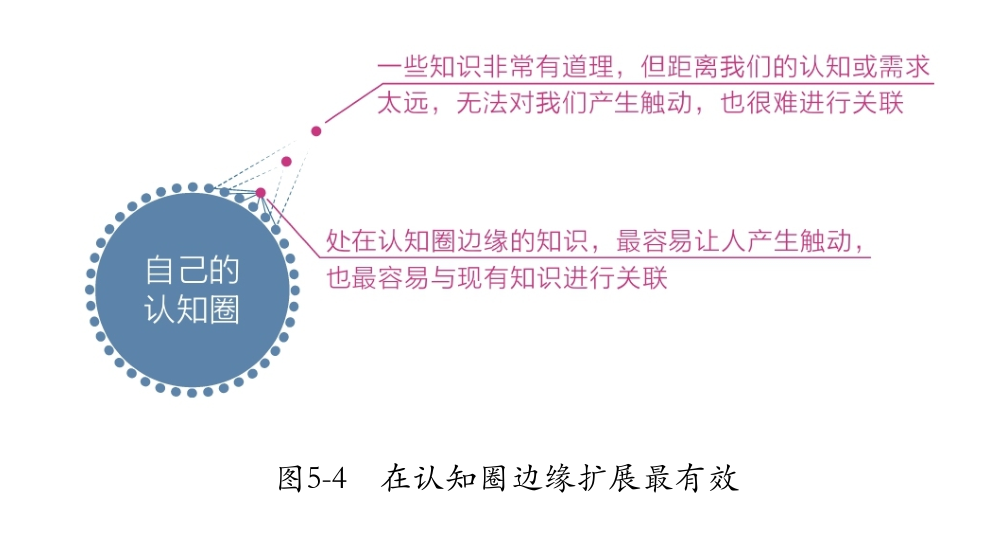 一些知识非常有道理，但距离我们的认知或需求
太远，无法对我们产生触动，也很难进行关联
处在认知圈边缘的知识，最容易让人产生触动，
也最容易与现有知识进行关联
自己的
认知圈
图5-4 在认知圈边缘扩展最有效